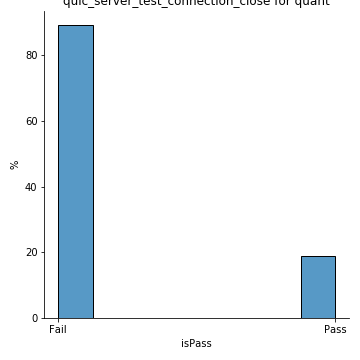 quic_server_test_connection_close for quant
80
60
%
40
20
0
Fail
Pass
isPass